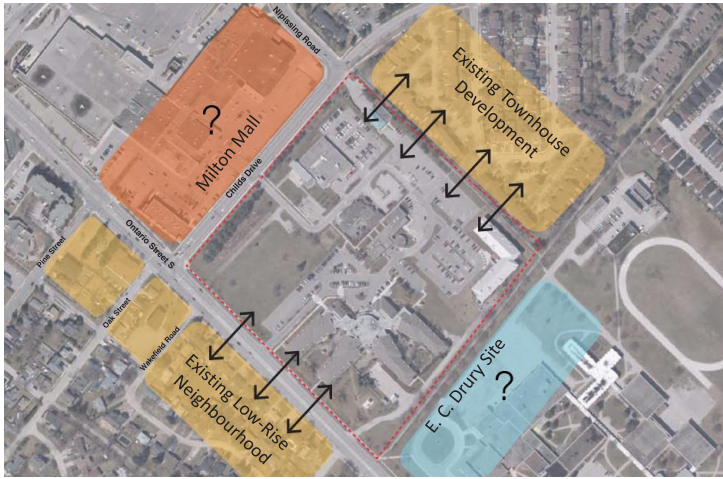 Nipissing Road
Existing Townhouse
Development
?
Milton Mall
Childs Drive
Ontario Street S
Pine Street
Oak Street
Wakefield Road
Existing Low-Rise
Neighbourhood
E. C. Drury Site
?